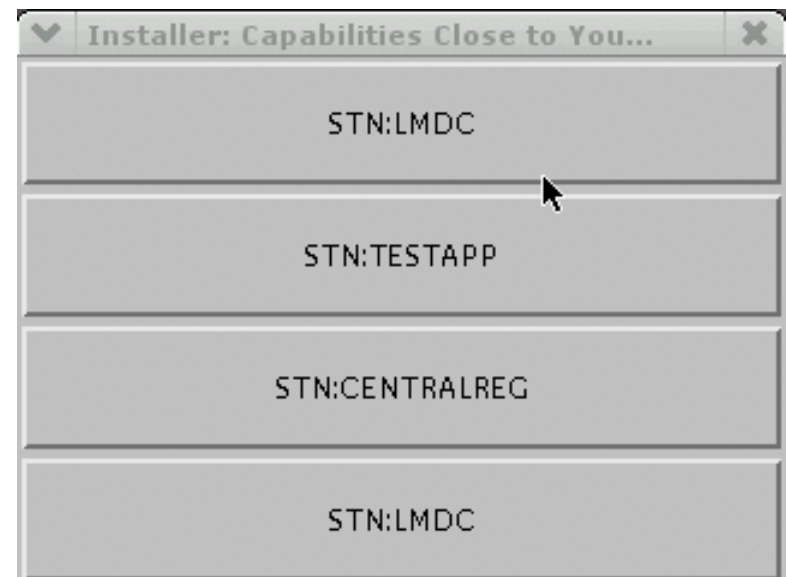 Installer: Capabilities Close to You...
STN:LMDC
STN:TESTAPP
STN:CENTRALREG
STN:LMDC